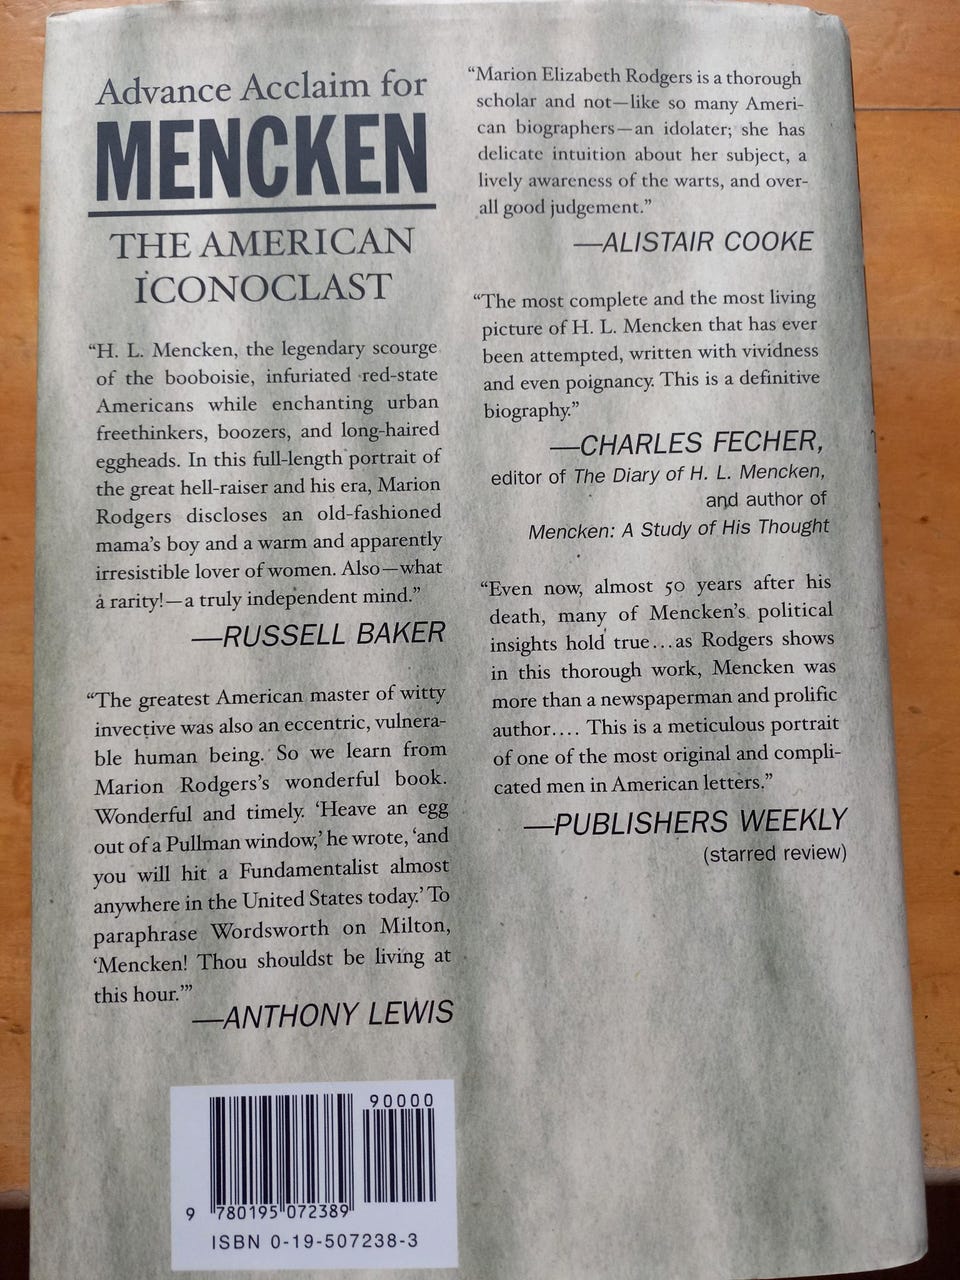 Advance Acclaim for
MENCKEN
THE AMERICAN
ICONOCLAST
“H. L. Mencken, the legendary scourge
of the booboisie, infuriated red-state
Americans while enchanting urban
freethinkers, boozers, and long-haired
eggheads. In this full-length portrait of
the great hell-raiser and his era, Marion
Rodgers discloses an old-fashioned
mama’s boy and a warm and apparently
irresistible lover of women. Also—what
a rarity!—a truly independent mind.”
—RUSSELL BAKER
“The greatest American master of witty
invective was also an eccentric, vulnera-
ble human being. So we learn from
Marion Rodgers’s wonderful book.
Wonderful and timely. ‘Heave an egg
out of a Pullman window,’ he wrote, ‘and
you will hit a Fundamentalist almost
anywhere in the United States today.’ To
paraphrase Wordsworth on Milton,
‘Mencken! Thou shouldst be living at
this hour.’”
—ANTHONY LEWIS
“Marion Elizabeth Rodgers is a thorough
scholar and not—like so many Ameri-
can biographers—an idolater; she has
delicate intuition about her subject, a
lively awareness of the warts, and over-
all good judgement.”
—ALISTAIR COOKE
“The most complete and the most living
picture of H. L. Mencken that has ever
been attempted, written with vividness
and even poignancy. This is a definitive
biography.”
—CHARLES FECHER,
editor of The Diary of H. L. Mencken,
and author of
Mencken: A Study of His Thought
“Even now, almost 50 years after his
death, many of Mencken’s political
insights hold true...as Rodgers shows
in this thorough work, Mencken was
more than a newspaperman and prolific
author.... This is a meticulous portrait
of one of the most original and compli-
cated men in American letters.”
—PUBLISHERS WEEKLY
(starred review)
90000
9 780195 072389
ISBN 0-19-507238-3